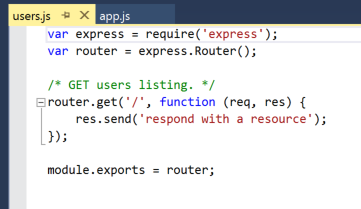 users.js app.js
var express = require('express');
var router = express.Router();
/* GET users listing. */
router.get('/', function (req, res) {
    res.send('respond with a resource');
});
module.exports = router;